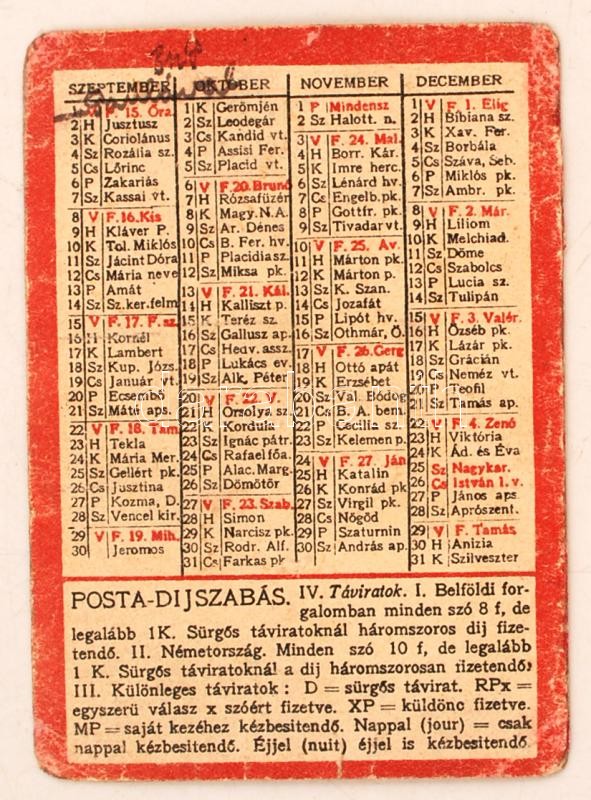 SZEPTEMBER
1 V F. 15. Óra
2 H Jusztusz
3 K Coriolánus
4 Sz Rozália sz.
5 Cs Lőrinc
6 P Zakariás
7 Sz Kassai vt.
8 V F.16. Kis
9 H Kláver P.
10 K Tol. Miklós
11 Sz Jácint Dóra
12 Cs Mária neve
13 P Amát
14 Sz Sz.ker.felm
15 V F. 17. F. sz.
16 H Kornél
17 K Lambert
18 Sz Kup. Józs.
19 Cs Január vt.
20 P Ecsembő
21 Sz Máté aps.
22 V F. 18. Tam.
23 H Tekla
24 K Mária Mer.
25 Sz Gellért pk.
26 Cs Jusztina
27 P Kozma, D.
28 Sz Vencel kir.
29 V F. 19. Mih.
30 Jeromos
OKTÓBER
1 K Gerőmjén
2 Sz Leodegár
3 Cs Kandid vt.
4 P Assisi Fer.
5 Sz Placid vt.
6 V F.20. Brunó
7 H Rózsafüzér
8 K Magy.N.A.
9 Sz Ar. Dénes
10 Cs B. Fer. hv.
11 P Placidia sz.
12 Sz Miksa pk.
13 V F. 21. Kál.
14 H Kalliszt p.
15 K Teréz sz.
16 Sz Gallusz ap.
17 Cs Hedv. assz.
18 P Lukács ev.
19 Sz Alk. Péter
20 V F. 22. V.
21 H Orsolya sz.
22 K Kordula
23 Sz Ignác pátr.
24 Cs Rafael főa.
25 P Alac. Marg.
26 Sz Dömötör
27 V F. 23. Szab.
28 H Simon
29 K Narcisz pk.
30 Sz Rodr. Alf.
31 Cs Farkas pk
NOVEMBER
1 P Mindensz
2 Sz Halott. n.
3 V F. 24. Mal.
4 H Borr. Kár.
5 K Imre herc.
6 Sz Lénárd hv.
7 Cs Engelb.pk.
8 P Gottfr. pk.
9 Sz Tivadar vt.
10 V F. 25. Av.
11 H Márton pk.
12 K Márton p.
13 Sz K. Szan.
14 Cs Jozafát
15 P Lipót hv.
16 Sz Othmár, Ö.
17 V F. 26. Gerg
18 H Ottó apát
19 K Erzsébet
20 Sz Val. Bódog
21 Cs B. A. bem.
22 P Cecilia sz.
23 Sz Kelemen p.
24 V F. 27. Ján
25 H Katalin
26 K Konrád pk
27 Sz Virgil pk.
28 Cs Nőgöd
29 P Szaturnin
30 Sz András ap.
DECEMBER
1 V F. 1. Elig
2 H Bibiana sz.
3 K Xav. Fer.
4 Sz Borbála
5 Cs Száva, Seb.
6 P Miklós pk.
7 Sz Ambr. pk.
8 V F. 2. Már.
9 H Liliom
10 K Melchiad.
11 Sz Döme
12 Cs Szabolcs
13 P Lucia sz.
14 Sz Tulipán
15 V F. 3. Valér.
16 H Özséb pk.
17 K Lázár pk.
18 Sz Grácián
19 Cs Neméz vt.
20 P Teofil
21 Sz Tamás ap.
22 V F. 4. Zenó
23 H Viktória
24 K Ád. és Éva
25 Sz Nagykar.
26 Cs István 1. v.
27 P János aps.
28 Sz Aprószent.
29 V F. Tamás
30 H Anizia
31 K Szilveszter
POSTA-DIJSZABÁS. IV. Táviratok. I. Belföldi for-
galomban minden szó 8 f, de
legalább 1K. Sürgős táviratoknál háromszoros dij fize-
tendő. II. Németország. Minden szó 10 f, de legalább
1 K. Sürgős táviratoknál a dij háromszorosan fizetendő.
III. Különleges táviratok : D = sürgős távirat. RPx =
egyszerü válasz x szóért fizetve. XP = küldönc fizetve.
MP = saját kezéhez kézbesitendő. Nappal (jour) = csak
nappal kézbesitendő. Éjjel (nuit) éjjel is kézbesitendő.